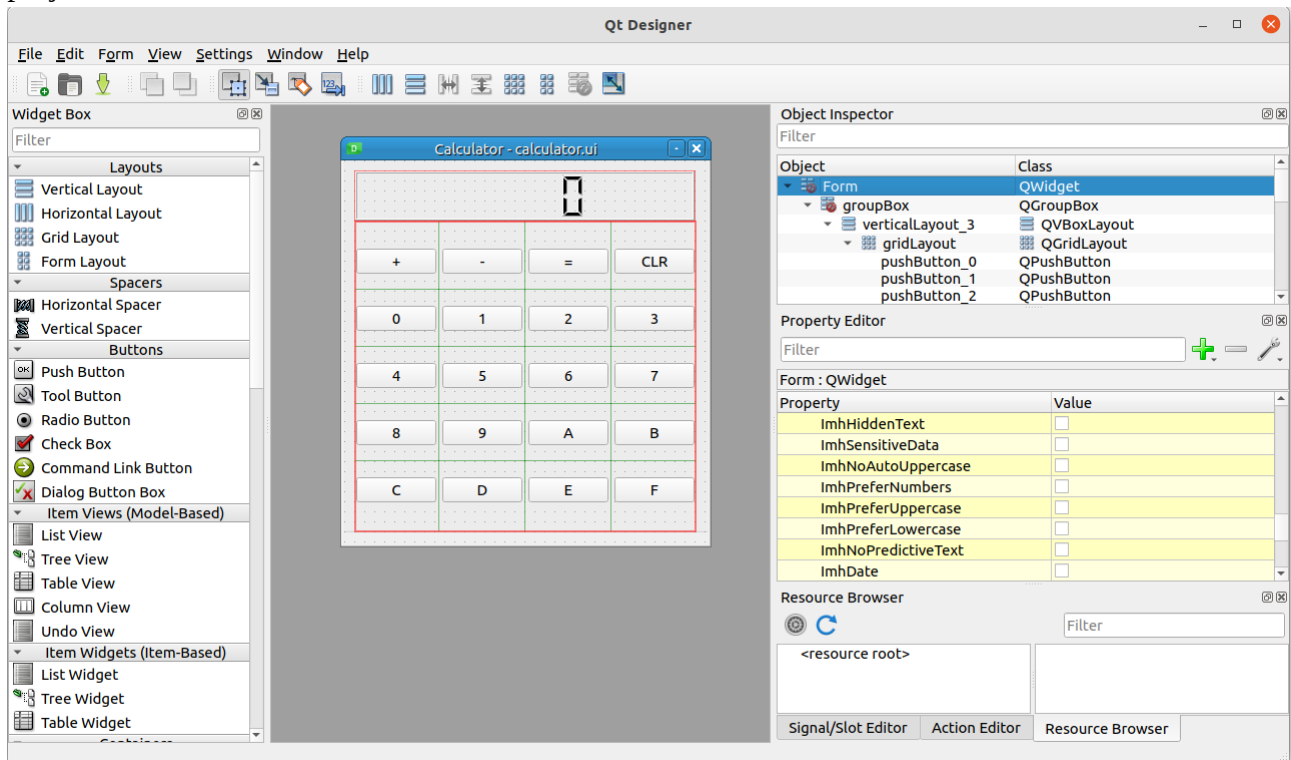 Qt Designer
File Edit Form View Settings Window Help
Widget Box
Filter
Layouts
Vertical Layout
Horizontal Layout
Grid Layout
Form Layout
Spacers
Horizontal Spacer
Vertical Spacer
Buttons
Push Button
Tool Button
Radio Button
Check Box
Command Link Button
Dialog Button Box
Item Views (Model-Based)
List View
Tree View
Table View
Column View
Undo View
Item Widgets (Item-Based)
List Widget
Tree Widget
Table Widget
Calculator - calculator.ui
0
+ - = CLR
0 1 2 3
4 5 6 7
8 9 A B
C D E F
Object Inspector
Filter
Object Class
Form QWidget
groupBox QGroupBox
verticalLayout_3 QVBoxLayout
gridLayout QGridLayout
pushButton_0 QPushButton
pushButton_1 QPushButton
pushButton_2 QPushButton
Property Editor
Filter
Form : QWidget
Property Value
ImhHiddenText
ImhSensitiveData
ImhNoAutoUppercase
ImhPreferNumbers
ImhPreferUppercase
ImhPreferLowercase
ImhNoPredictiveText
ImhDate
Resource Browser
Filter
<resource root>
Signal/Slot Editor Action Editor Resource Browser